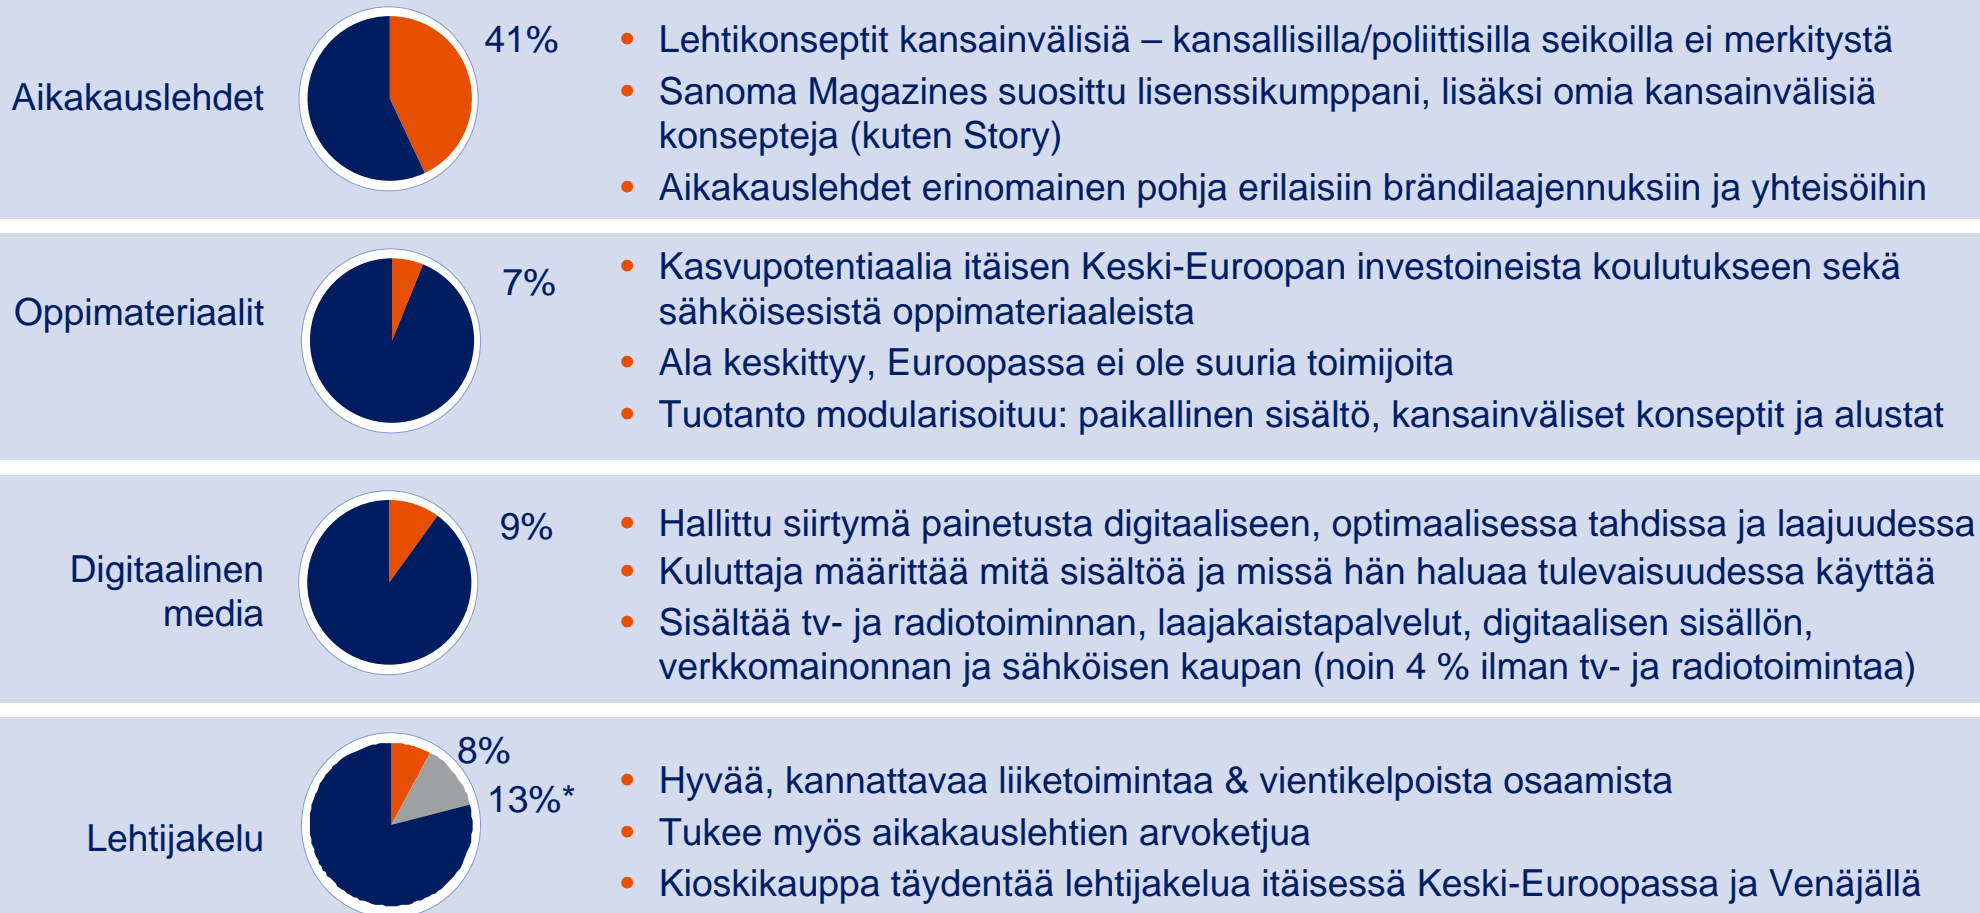 Aikakauslehdet
41%
• Lehtikonseptit kansainvälisiä – kansallisilla/poliittisilla seikoilla ei merkitystä
• Sanoma Magazines suosittu lisenssikumppani, lisäksi omia kansainvälisiä
konsepteja (kuten Story)
• Aikakauslehdet erinomainen pohja erilaisiin brändilaajennuksiin ja yhteisöihin
Oppimateriaalit
7%
• Kasvupotentiaalia itäisen Keski-Euroopan investoineista koulutukseen sekä
sähköisesistä oppimateriaaleista
• Ala keskittyy, Euroopassa ei ole suuria toimijoita
• Tuotanto modularisoituu: paikallinen sisältö, kansainväliset konseptit ja alustat
Digitaalinen
media
9%
• Hallittu siirtymä painetusta digitaaliseen, optimaalisessa tahdissa ja laajuudessa
• Kuluttaja määrittää mitä sisältöä ja missä hän haluaa tulevaisuudessa käyttää
• Sisältää tv- ja radiotoiminnan, laajakaistapalvelut, digitaalisen sisällön,
verkkomainonnan ja sähköisen kaupan (noin 4 % ilman tv- ja radiotoimintaa)
Lehtijakelu
8%
13%*
• Hyvää, kannattavaa liiketoimintaa & vientikelpoista osaamista
• Tukee myös aikakauslehtien arvoketjua
• Kioskikauppa täydentää lehtijakelua itäisessä Keski-Euroopassa ja Venäjällä